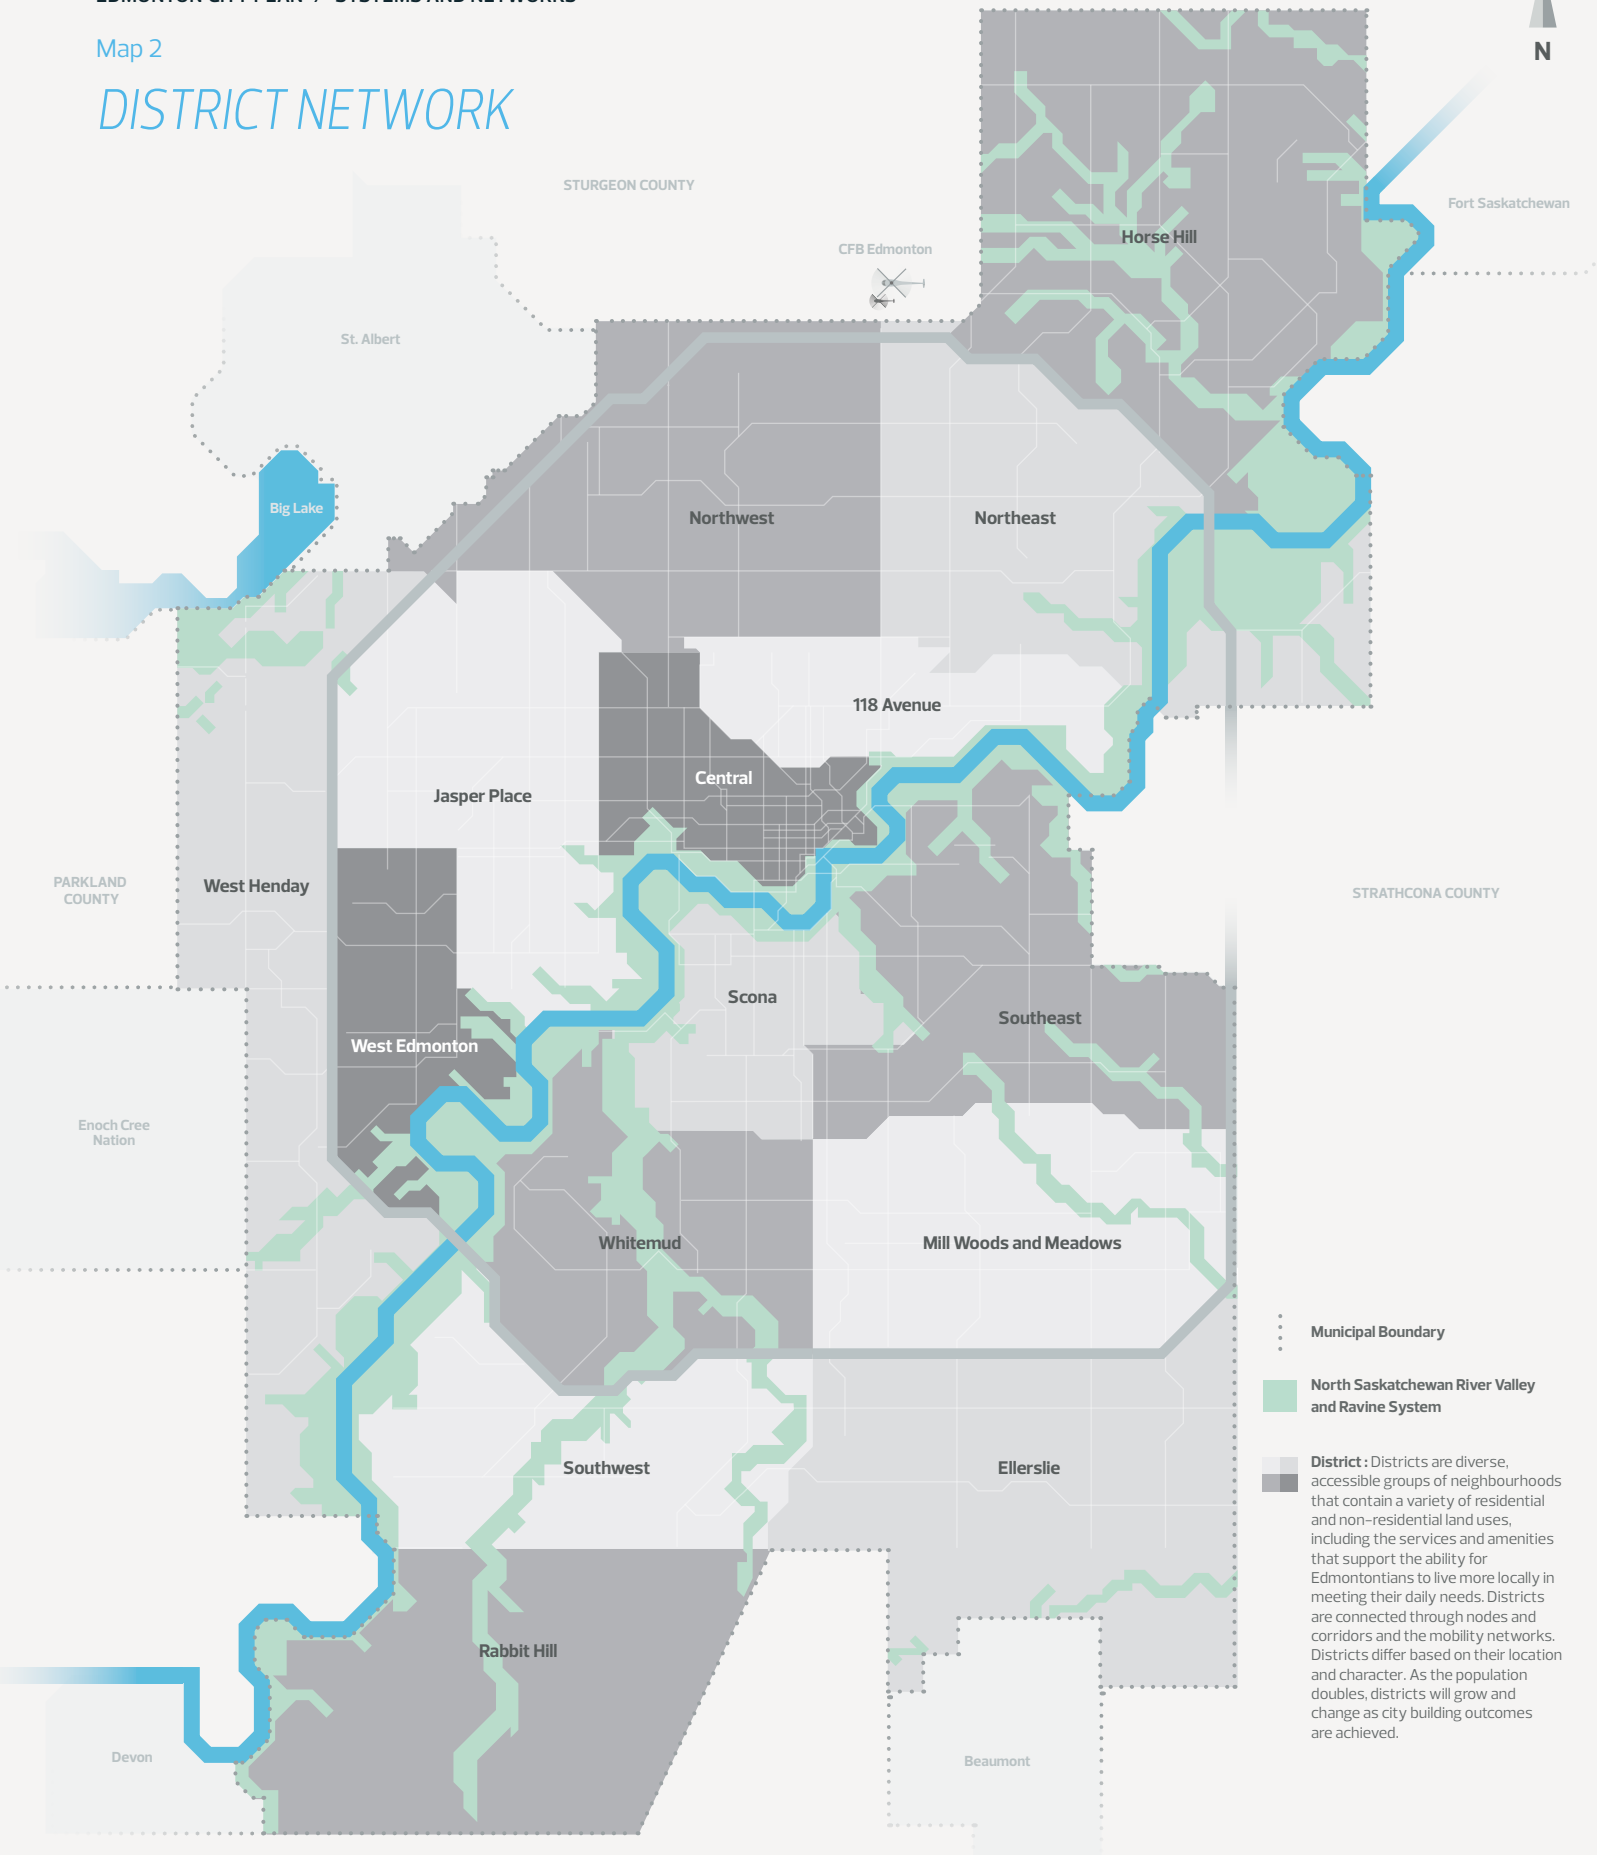 EDMONTON CITY PLAN / SYSTEMS AND NETWORKS
Map 2
DISTRICT NETWORK
N
STURGEON COUNTY
Fort Saskatchewan
CFB Edmonton
Horse Hill
St. Albert
Big Lake
Northwest
Northeast
118 Avenue
Central
Jasper Place
PARKLAND
COUNTY
West Henday
STRATHCONA COUNTY
Scona
Southeast
West Edmonton
Enoch Cree
Nation
Whitemud
Mill Woods and Meadows
Southwest
Ellerslie
Rabbit Hill
Devon
Beaumont
Municipal Boundary
North Saskatchewan River Valley
and Ravine System
District : Districts are diverse,
accessible groups of neighbourhoods
that contain a variety of residential
and non-residential land uses,
including the services and amenities
that support the ability for
Edmontontians to live more locally in
meeting their daily needs. Districts
are connected through nodes and
corridors and the mobility networks.
Districts differ based on their location
and character. As the population
doubles, districts will grow and
change as city building outcomes
are achieved.